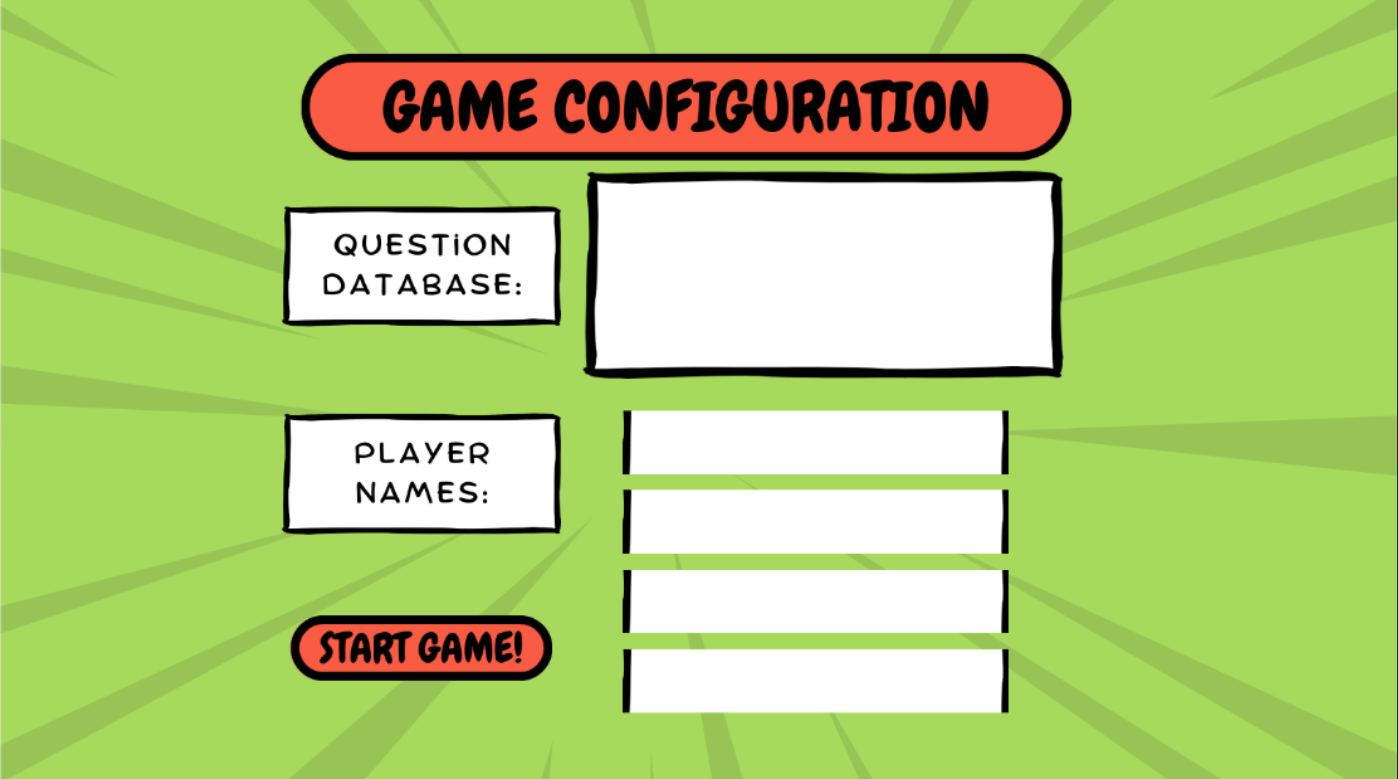 GAME CONFIGURATION
QUESTION
DATABASE:
PLAYER
NAMES:
START GAME!